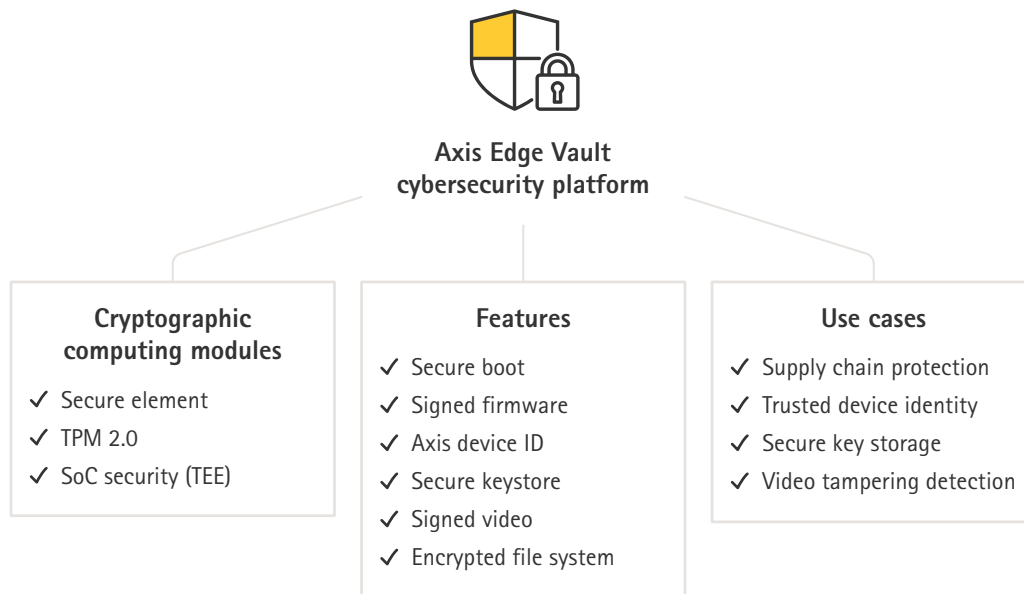 Axis Edge Vault
cybersecurity platform
Cryptographic
computing modules
Secure element
TPM 2.0
SoC security (TEE)
Features
Secure boot
Signed firmware
Axis device ID
Secure keystore
Signed video
Encrypted file system
Use cases
Supply chain protection
Trusted device identity
Secure key storage
Video tampering detection